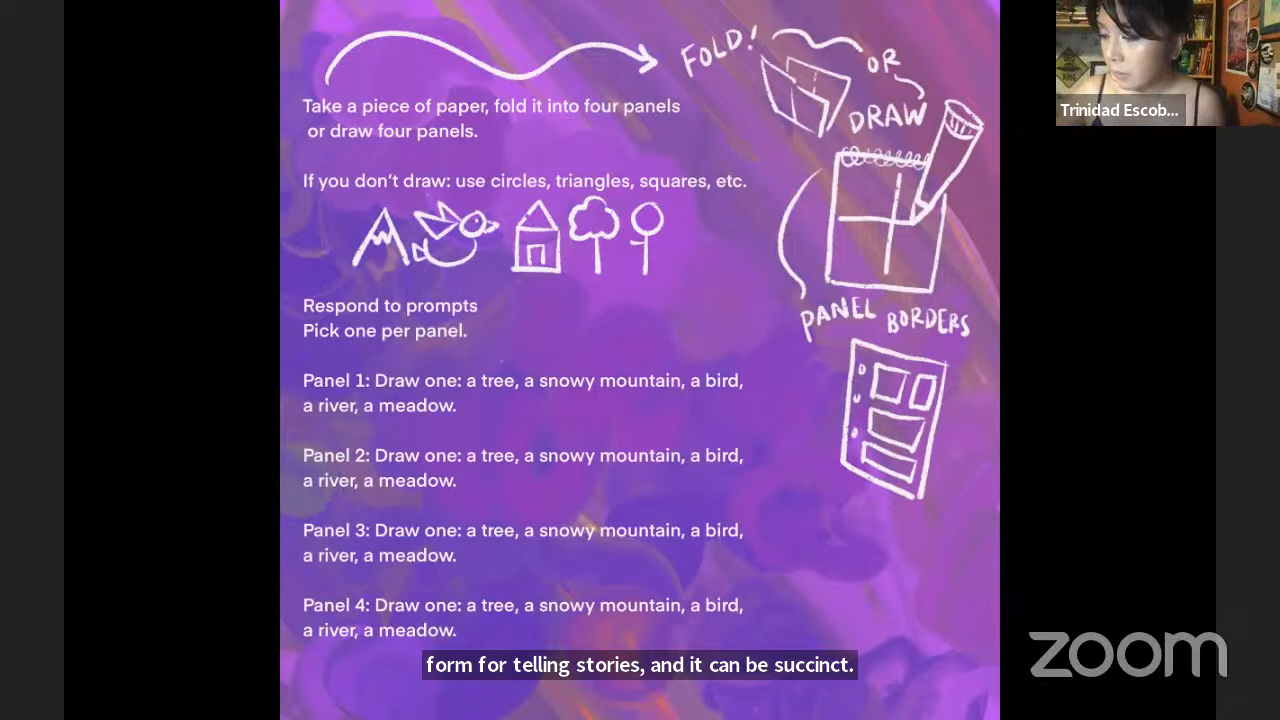 FOLD!
OR
DRAW
Take a piece of paper, fold it into four panels
or draw four panels.
If you don't draw: use circles, triangles, squares, etc.
PANEL BORDERS
Respond to prompts
Pick one per panel.
Panel 1: Draw one: a tree, a snowy mountain, a bird,
a river, a meadow.
Panel 2: Draw one: a tree, a snowy mountain, a bird,
a river, a meadow.
Panel 3: Draw one: a tree, a snowy mountain, a bird,
a river, a meadow.
Panel 4: Draw one: a tree, a snowy mountain, a bird,
a river, a meadow.
form for telling stories, and it can be succinct.
Trinidad Escob...
zoom